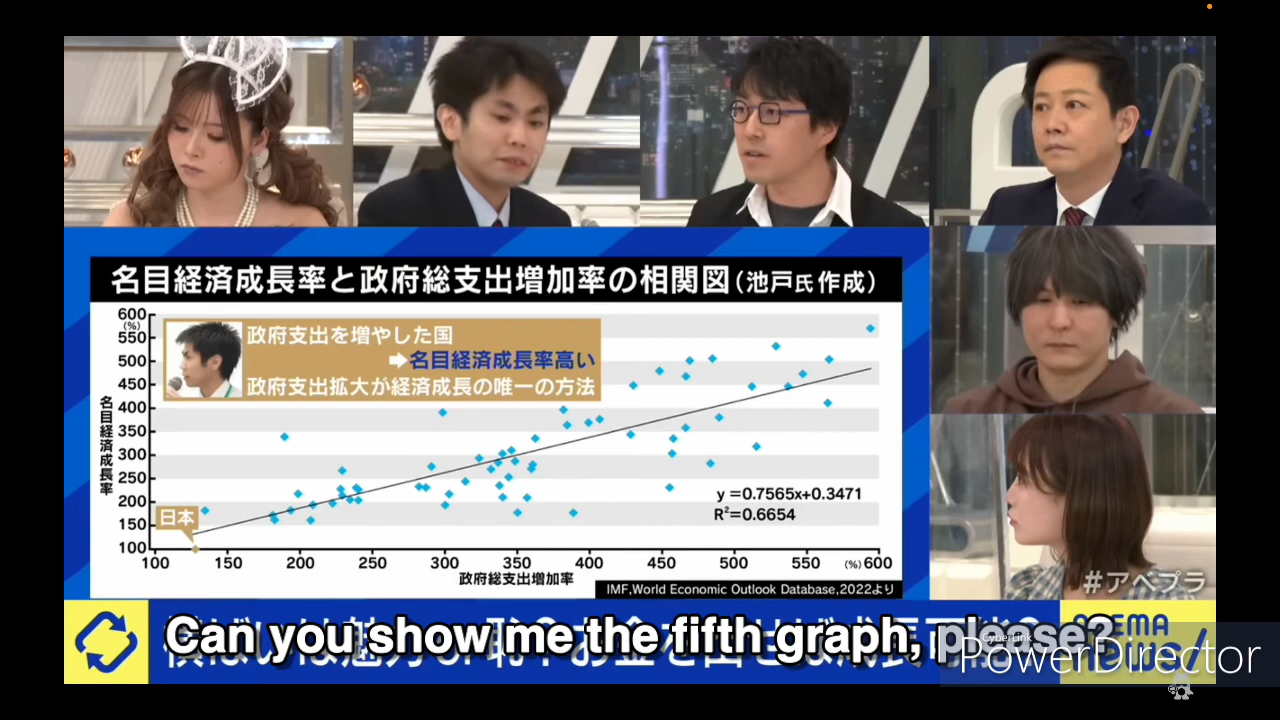 名目経済成長率と政府総支出増加率の相関図(池戸氏作成)
600
(%)
550
500
450
400
350
300
250
200
150
100
名目経済成長率
政府支出を増やした国
➡名目経済成長率高い
政府支出拡大が経済成長の唯一の方法
y=0.7565x+0.3471
R²=0.6654
日本
100 150 200 250 300 350 400 450 500 550 (%) 600
政府総支出増加率
IMF,World Economic Outlook Database,2022より
#アベプラ
Can you show me the fifth graph, please?
CyberLink
PowerDirector